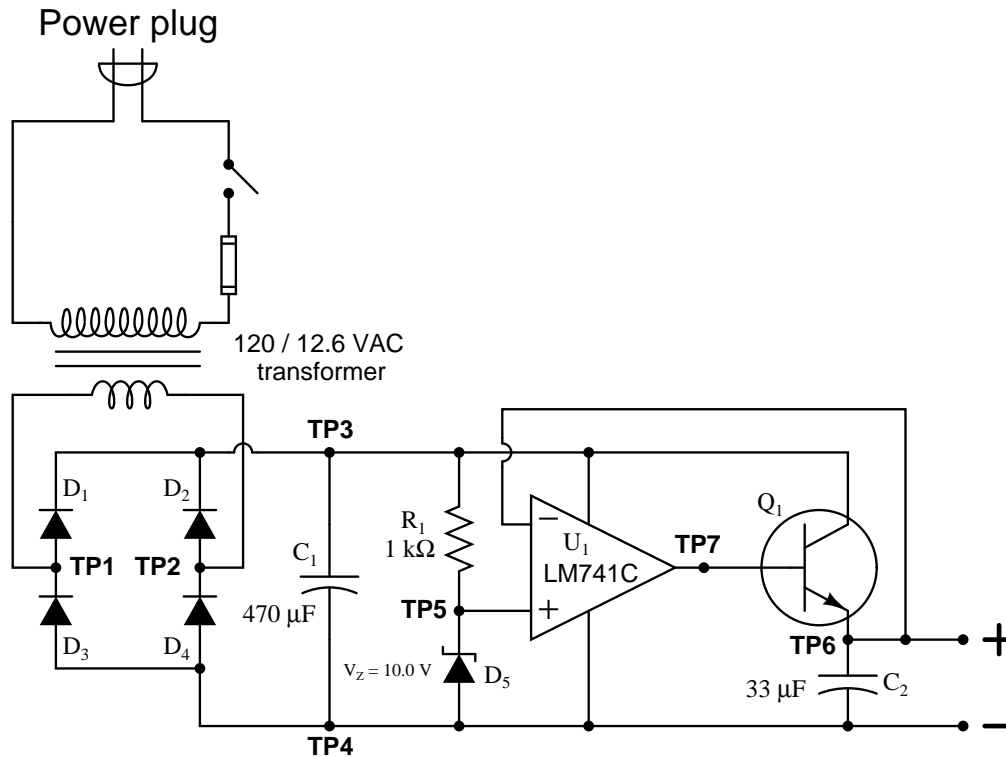 Power plug
120 / 12.6 VAC
transformer
TP3
D1
D2
Q1
R1
1 kΩ
−
U1
LM741C
TP7
C1
TP1
TP2
470 μF
TP5
+
D3
D4
VZ = 10.0 V
D5
TP6
+
33 μF
C2
TP4
−